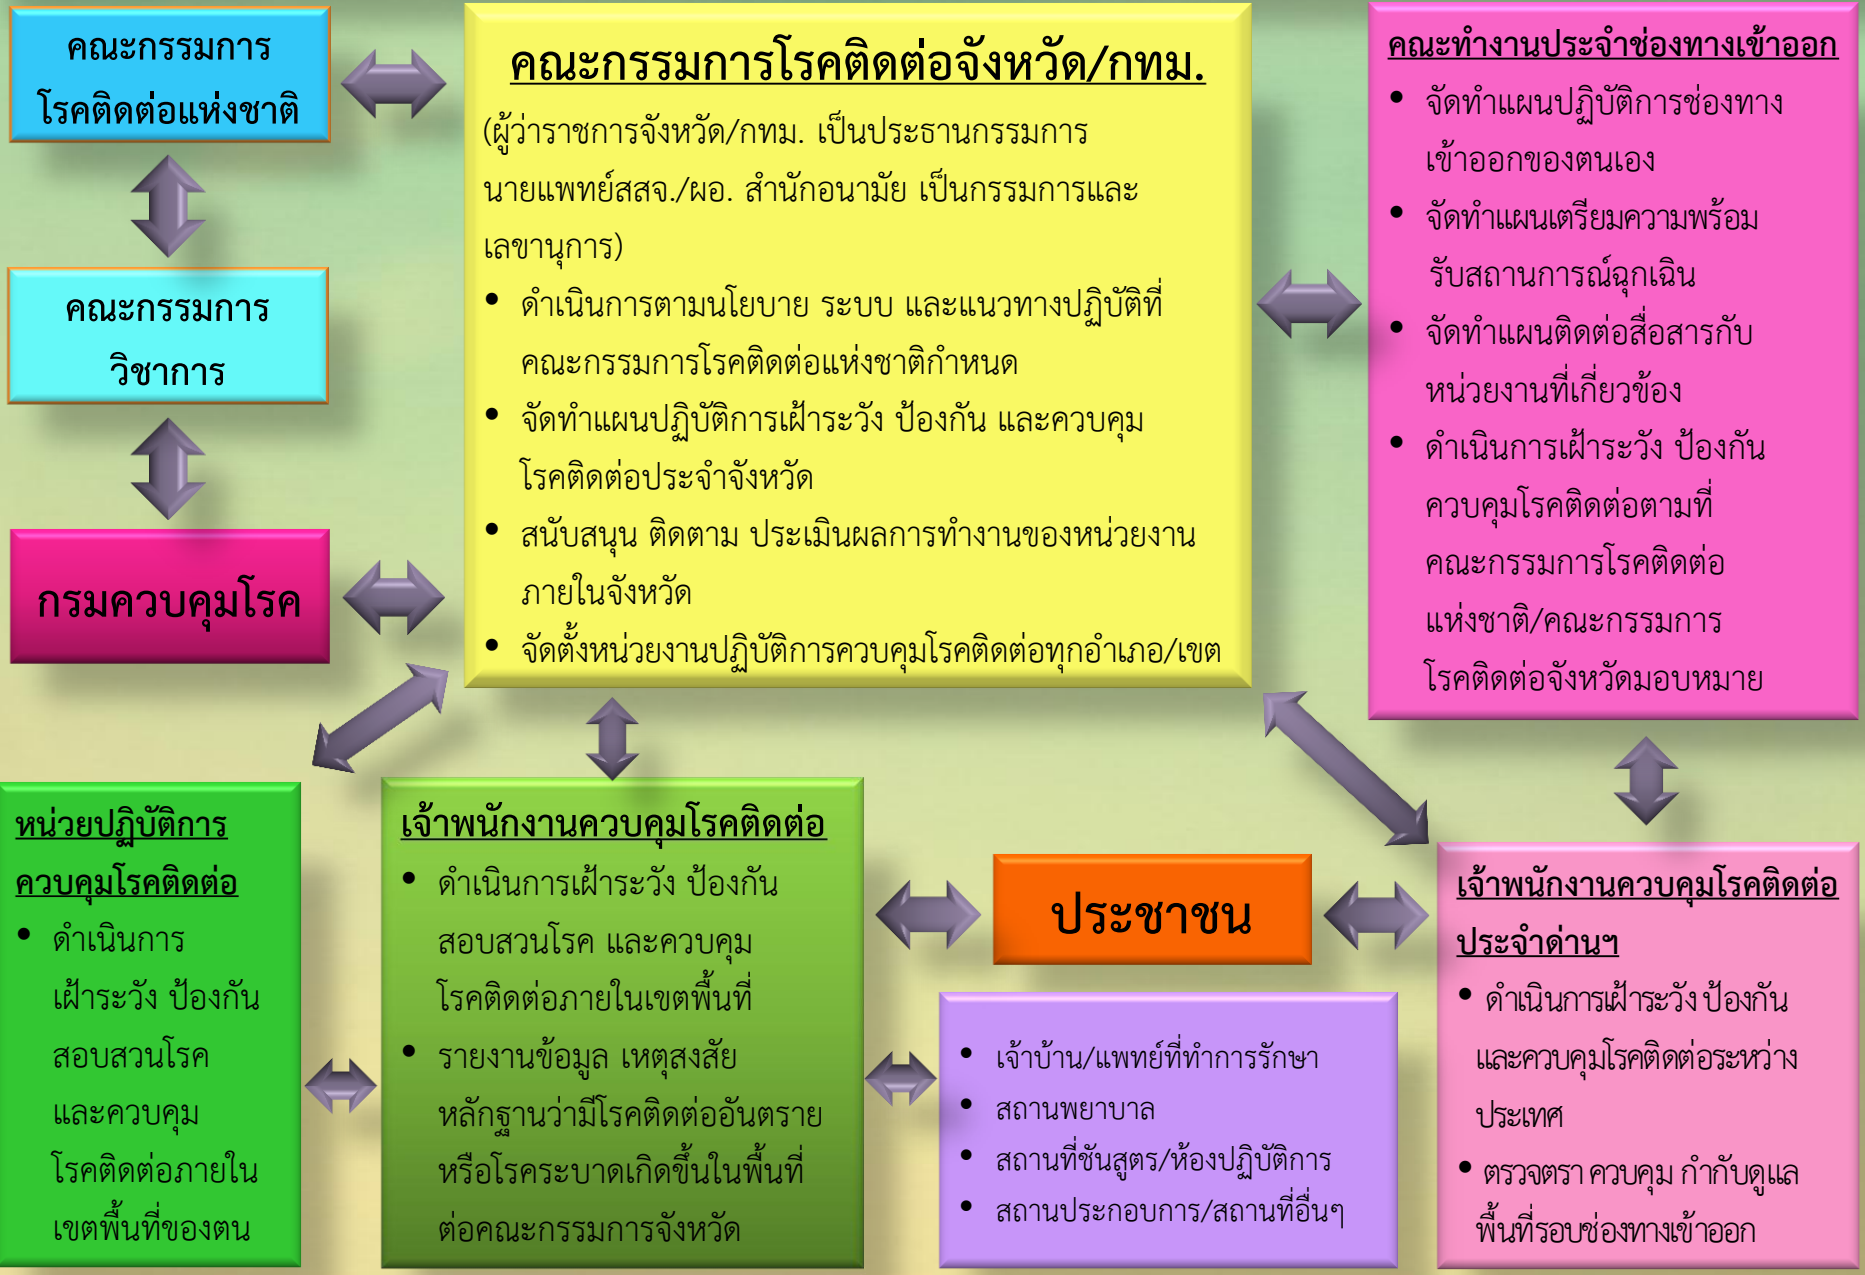 คณะกรรมการ
โรคติดต่อแห่งชาติ
คณะกรรมการ
วิชาการ
กรมควบคุมโรค
คณะกรรมการโรคติดต่อจังหวัด/กทม.
(ผู้ว่าราชการจังหวัด/กทม. เป็นประธานกรรมการ
นายแพทย์สสจ./ผอ. สำนักอนามัย เป็นกรรมการและ
เลขานุการ)
• ดำเนินการตามนโยบาย ระบบ และแนวทางปฏิบัติที่
คณะกรรมการโรคติดต่อแห่งชาติกำหนด
• จัดทำแผนปฏิบัติการเฝ้าระวัง ป้องกัน และควบคุม
โรคติดต่อประจำจังหวัด
• สนับสนุน ติดตาม ประเมินผลการทำงานของหน่วยงาน
ภายในจังหวัด
• จัดตั้งหน่วยงานปฏิบัติการควบคุมโรคติดต่อทุกอำเภอ/เขต
คณะทำงานประจำช่องทางเข้าออก
• จัดทำแผนปฏิบัติการช่องทาง
เข้าออกของตนเอง
• จัดทำแผนเตรียมความพร้อม
รับสถานการณ์ฉุกเฉิน
• จัดทำแผนติดต่อสื่อสารกับ
หน่วยงานที่เกี่ยวข้อง
• ดำเนินการเฝ้าระวัง ป้องกัน
ควบคุมโรคติดต่อตามที่
คณะกรรมการโรคติดต่อ
แห่งชาติ/คณะกรรมการ
โรคติดต่อจังหวัดมอบหมาย
หน่วยปฏิบัติการ
ควบคุมโรคติดต่อ
• ดำเนินการ
เฝ้าระวัง ป้องกัน
สอบสวนโรค
และควบคุม
โรคติดต่อภายใน
เขตพื้นที่ของตน
เจ้าพนักงานควบคุมโรคติดต่อ
• ดำเนินการเฝ้าระวัง ป้องกัน
สอบสวนโรค และควบคุม
โรคติดต่อภายในเขตพื้นที่
• รายงานข้อมูล เหตุสงสัย
หลักฐานว่ามีโรคติดต่ออันตราย
หรือโรคระบาดเกิดขึ้นในพื้นที่
ต่อคณะกรรมการจังหวัด
ประชาชน
• เจ้าบ้าน/แพทย์ที่ทำการรักษา
• สถานพยาบาล
• สถานที่ชันสูตร/ห้องปฏิบัติการ
• สถานประกอบการ/สถานที่อื่นๆ
เจ้าพนักงานควบคุมโรคติดต่อ
ประจำด่านฯ
• ดำเนินการเฝ้าระวัง ป้องกัน
และควบคุมโรคติดต่อระหว่าง
ประเทศ
• ตรวจตรา ควบคุม กำกับดูแล
พื้นที่รอบช่องทางเข้าออก